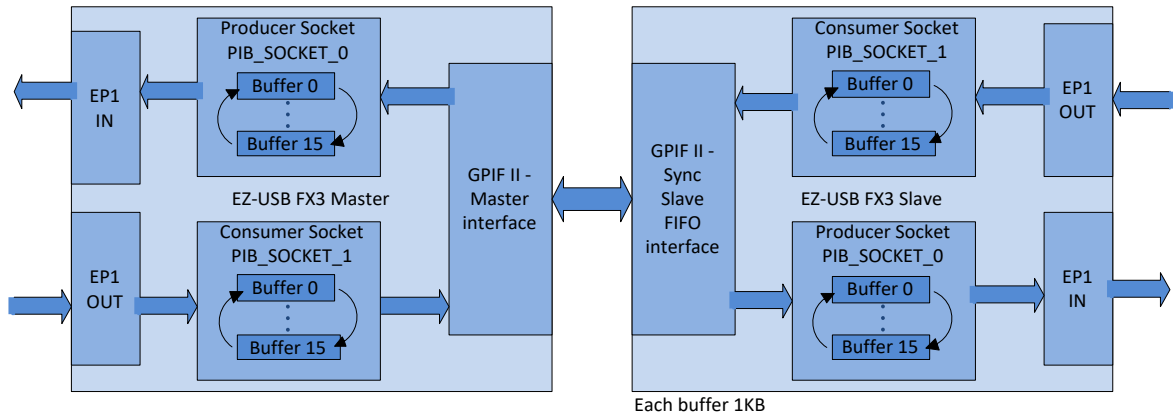 Producer Socket
PIB_SOCKET_0
Buffer 0
Buffer 15
EP1
IN
EZ-USB FX3 Master
EP1
OUT
Consumer Socket
PIB_SOCKET_1
Buffer 0
Buffer 15
GPIF II -
Master
interface
GPIF II -
Sync
Slave
FIFO
interface
Consumer Socket
PIB_SOCKET_1
Buffer 0
Buffer 15
EP1
OUT
EZ-USB FX3 Slave
Producer Socket
PIB_SOCKET_0
Buffer 0
Buffer 15
EP1
IN
Each buffer 1KB